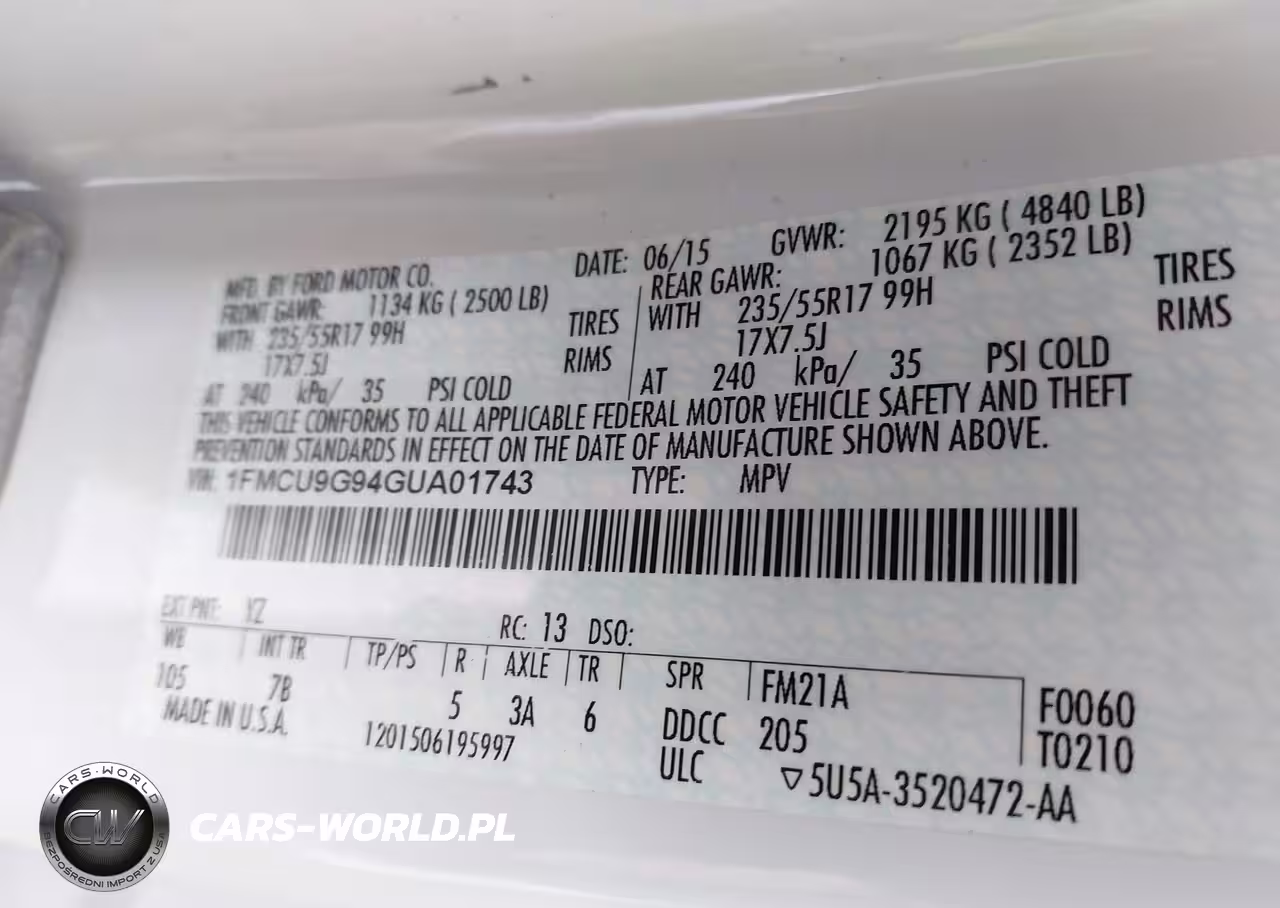 MFD. BY FORD MOTOR CO. DATE: 06/15 GVWR: 2195 KG ( 4840 LB)
FRONT GAWR: 1134 KG ( 2500 LB) REAR GAWR: 1067 KG ( 2352 LB)
WITH 235/55R17 99H TIRES WITH 235/55R17 99H TIRES
17X7.5J RIMS 17X7.5J RIMS
AT 240 kPa/ 35 PSI COLD AT 240 kPa/ 35 PSI COLD
THIS VEHICLE CONFORMS TO ALL APPLICABLE FEDERAL MOTOR VEHICLE SAFETY AND THEFT
PREVENTION STANDARDS IN EFFECT ON THE DATE OF MANUFACTURE SHOWN ABOVE.
VIN: 1FMCU9G94GUA01743 TYPE: MPV
EXT PNT: YZ RC: 13 DSO:
WB INT TR TP/PS R AXLE TR SPR FM21A F0060
105 7B 5 3A 6 DDCC 205 T0210
MADE IN U.S.A. 1201506195997 ULC ▽5U5A-3520472-AA
CARS-WORLD
CW
BEZPOŚREDNI IMPORT Z USA
CARS-WORLD.PL